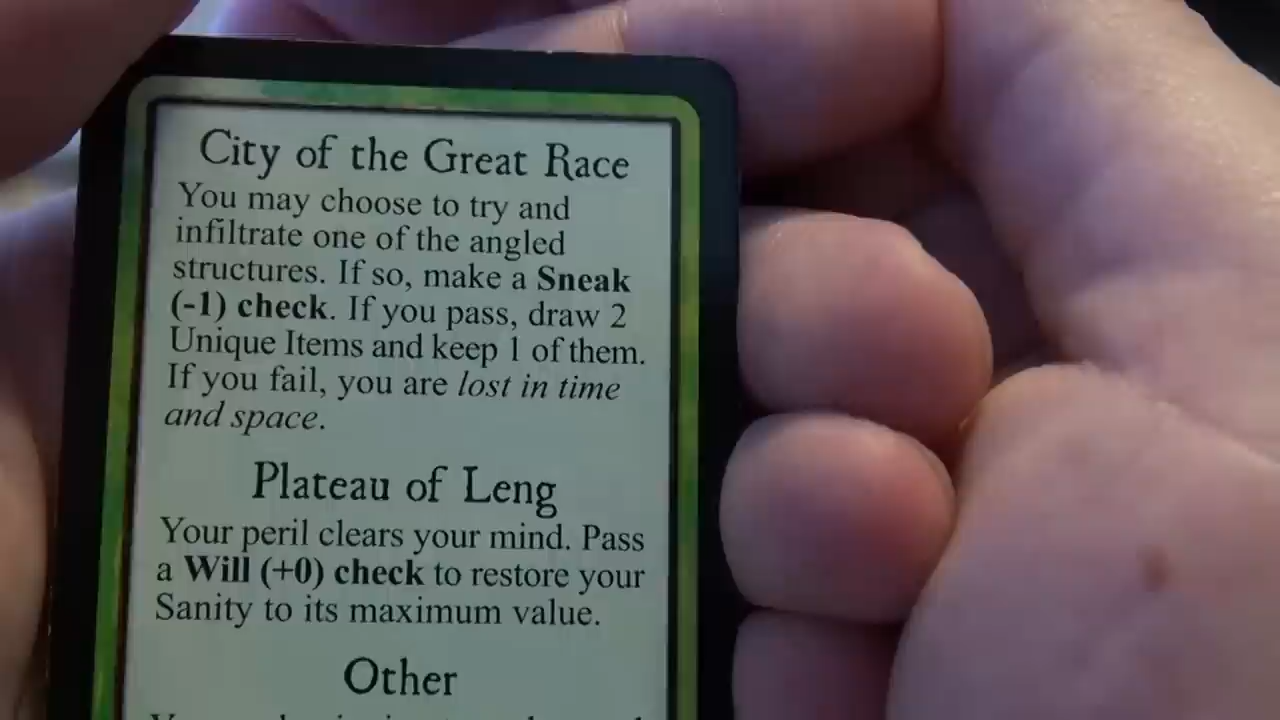 City of the Great Race
You may choose to try and
infiltrate one of the angled
structures. If so, make a Sneak
(-1) check. If you pass, draw 2
Unique Items and keep 1 of them.
If you fail, you are lost in time
and space.
Plateau of Leng
Your peril clears your mind. Pass
a Will (+0) check to restore your
Sanity to its maximum value.
Other